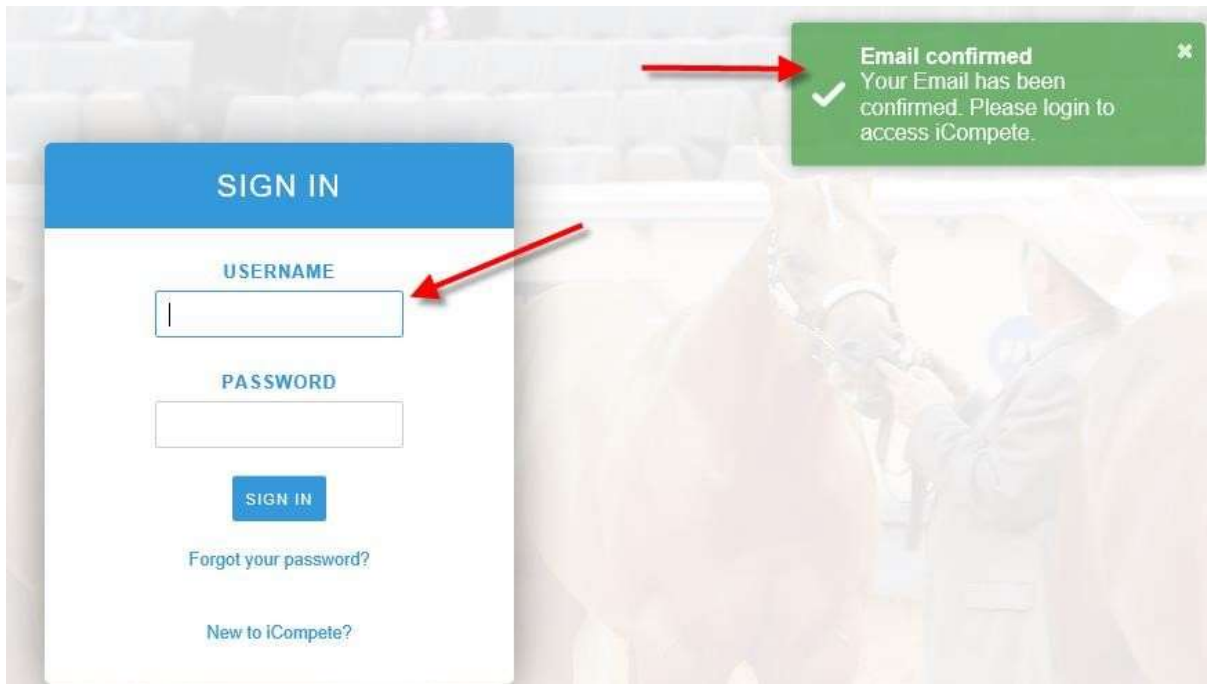 Email confirmed
Your Email has been
confirmed. Please login to
access iCompete.
SIGN IN
USERNAME
PASSWORD
SIGN IN
Forgot your password?
New to iCompete?